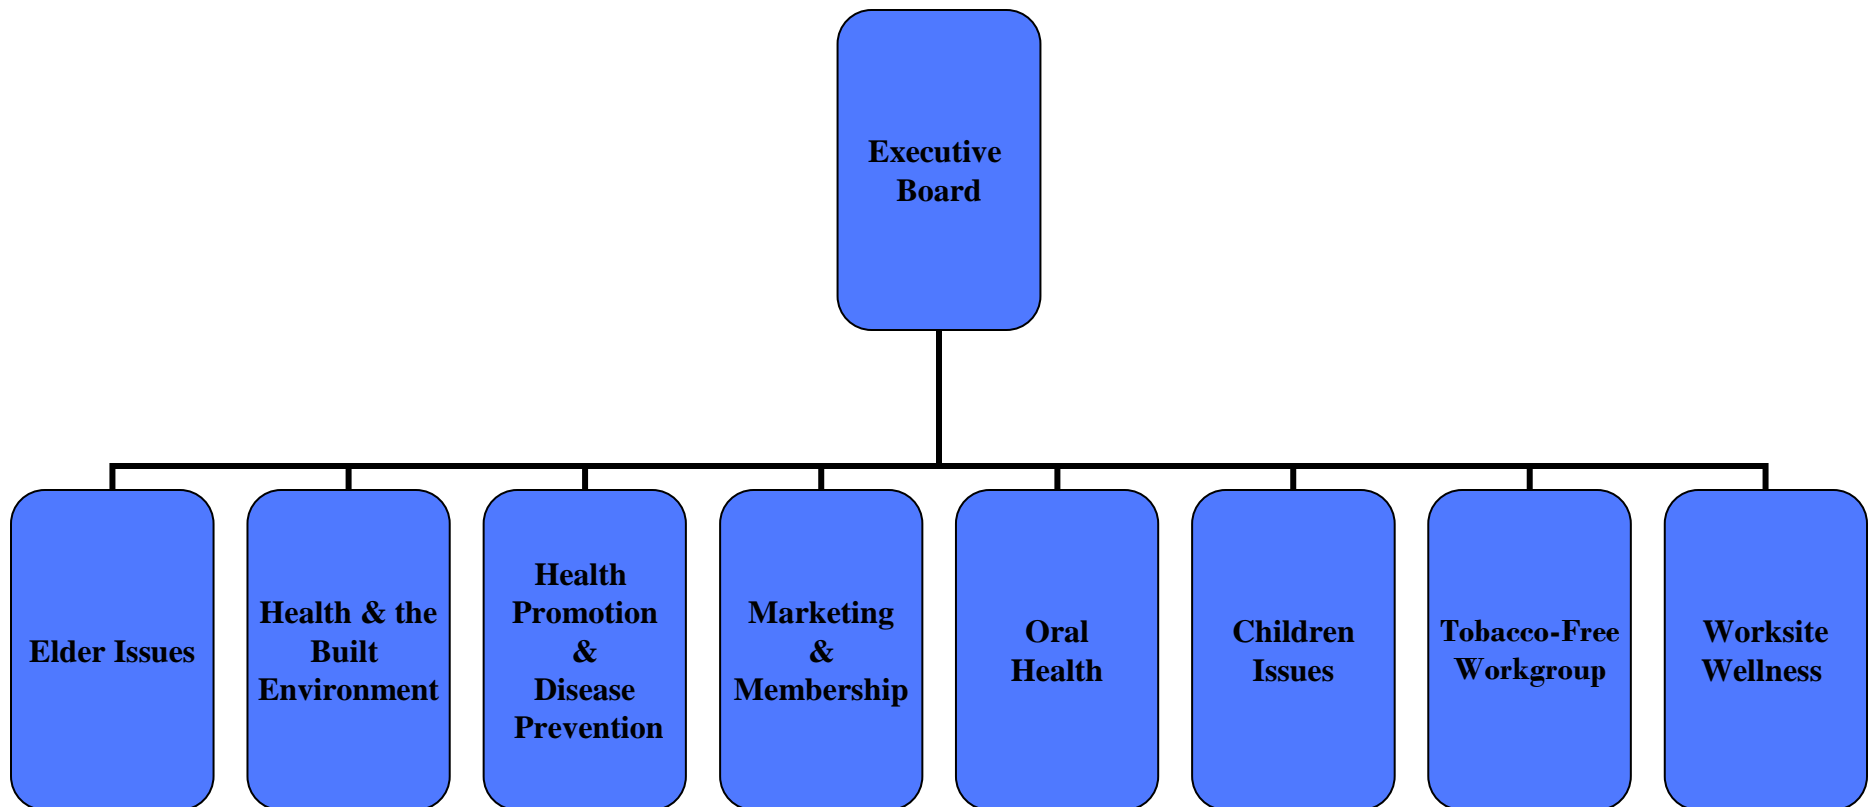 Executive
Board
Elder Issues
Health & the
Built
Environment
Health
Promotion
&
Disease
Prevention
Marketing
&
Membership
Oral
Health
Children
Issues
Tobacco-Free
Workgroup
Worksite
Wellness